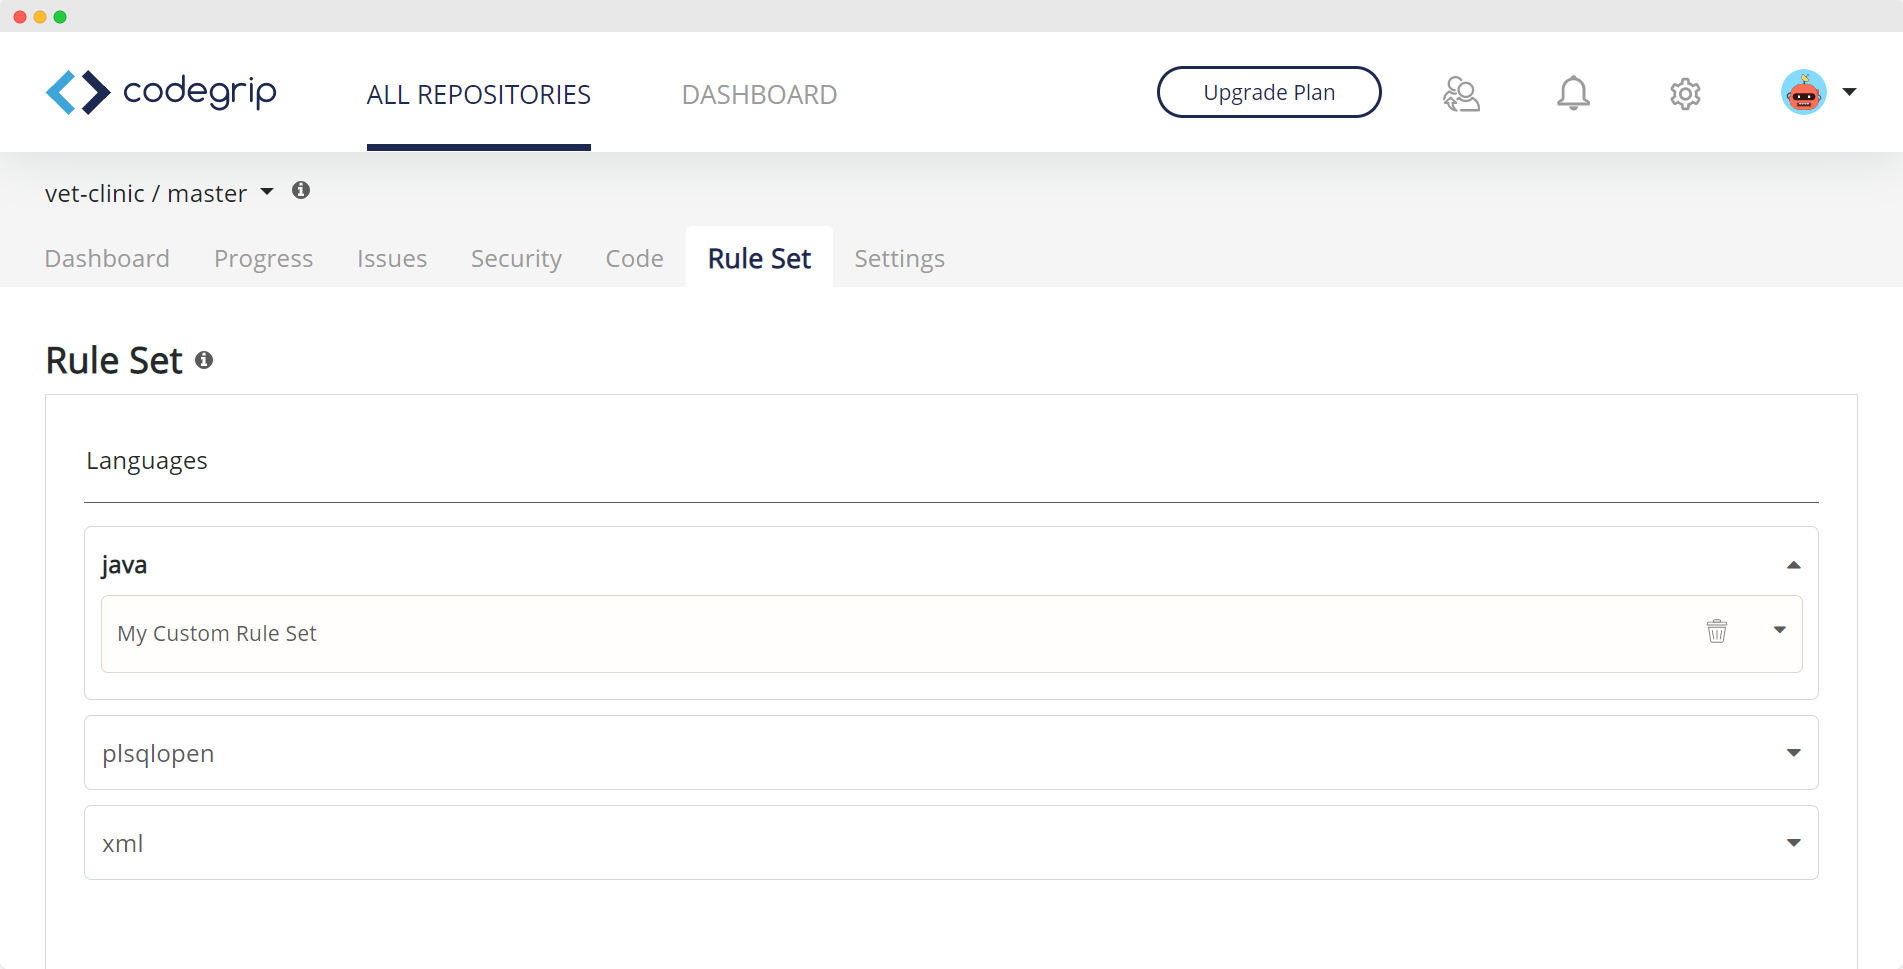 codegrip ALL REPOSITORIES DASHBOARD Upgrade Plan
vet-clinic / master
Dashboard Progress Issues Security Code Rule Set Settings
Rule Set
Languages
java
My Custom Rule Set
plsqlopen
xml